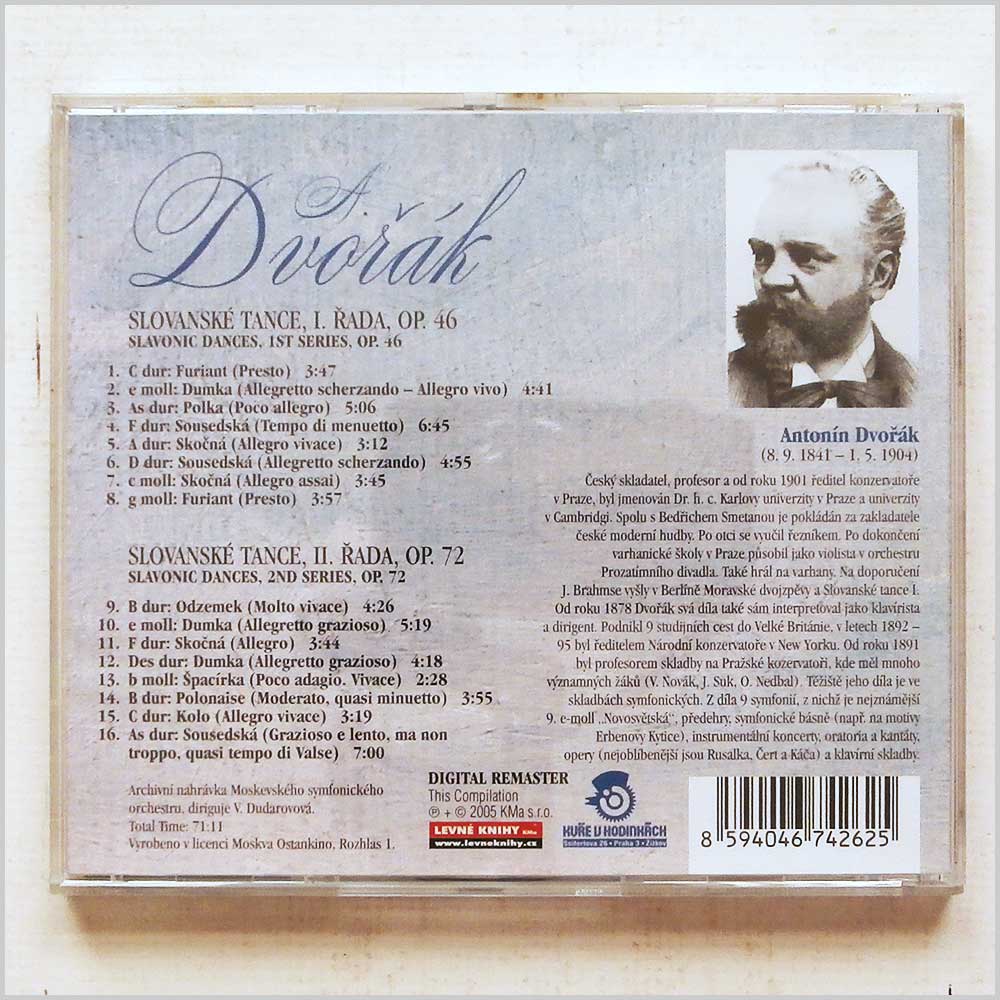 A Dvořák
SLOVANSKÉ TANCE, I. ŘADA, OP. 46
SLAVONIC DANCES, 1ST SERIES, OP. 46
1. C dur: Furiant (Presto) 3:47
2. e moll: Dumka (Allegretto scherzando – Allegro vivo) 4:41
3. As dur: Polka (Poco allegro) 5:06
4. F dur: Sousedská (Tempo di menuetto) 6:45
5. A dur: Skočná (Allegro vivace) 3:12
6. D dur: Sousedská (Allegretto scherzando) 4:55
7. c moll: Skočná (Allegro assai) 3:45
8. g moll: Furiant (Presto) 3:57
SLOVANSKÉ TANCE, II. ŘADA, OP. 72
SLAVONIC DANCES, 2ND SERIES, OP. 72
9. B dur: Odzemek (Molto vivace) 4:26
10. e moll: Dumka (Allegretto grazioso) 5:19
11. F dur: Skočná (Allegro) 3:44
12. Des dur: Dumka (Allegretto grazioso) 4:18
13. b moll: Špacírka (Poco adagio. Vivace) 2:28
14. B dur: Polonaise (Moderato, quasi minuetto) 3:55
15. C dur: Kolo (Allegro vivace) 3:19
16. As dur: Sousedská (Grazioso e lento, ma non
troppo, quasi tempo di Valse) 7:00
Archivní nahrávka Moskevského symfonického
orchestru, diriguje V. Dudarovová.
Total Time: 71:11
Vyrobeno v licenci Moskva Ostankino, Rozhlas 1.
DIGITAL REMASTER
This Compilation
℗ + © 2005 KMa s.r.o.
LEVNÉ KNIHY KMa
www.levneknihy.cz
KUŘE V HODINKÁCH
Seifertova 26 • Praha 3 • Žižkov
Antonín Dvořák
(8. 9. 1841 – 1. 5. 1904)
Český skladatel, profesor a od roku 1901 ředitel konzervatoře
v Praze, byl jmenován Dr. h. c. Karlovy univerzity v Praze a univerzity
v Cambridgi. Spolu s Bedřichem Smetanou je pokládán za zakladatele
české moderní hudby. Po otci se vyučil řezníkem. Po dokončení
varhanické školy v Praze působil jako violista v orchestru
Prozatímního divadla. Také hrál na varhany. Na doporučení
J. Brahmse vyšly v Berlíně Moravské dvojzpěvy a Slovanské tance I.
Od roku 1878 Dvořák svá díla také sám interpretoval jako klavírista
a dirigent. Podnikl 9 studijních cest do Velké Británie, v letech 1892 –
95 byl ředitelem Národní konzervatoře v New Yorku. Od roku 1891
byl profesorem skladby na Pražské kozervatoři, kde měl mnoho
významných žáků (V. Novák, J. Suk, O. Nedbal). Těžiště jeho díla je ve
skladbách symfonických. Z díla 9 symfonií, z nichž je nejznámější
9. e-moll „Novosvětská", předehry, symfonické básně (např. na motivy
Erbenovy Kytice), instrumentální koncerty, oratoria a kantáty,
opery (nejoblíbenější jsou Rusalka, Čert a Káča) a klavírní skladby.
8 594046 742625